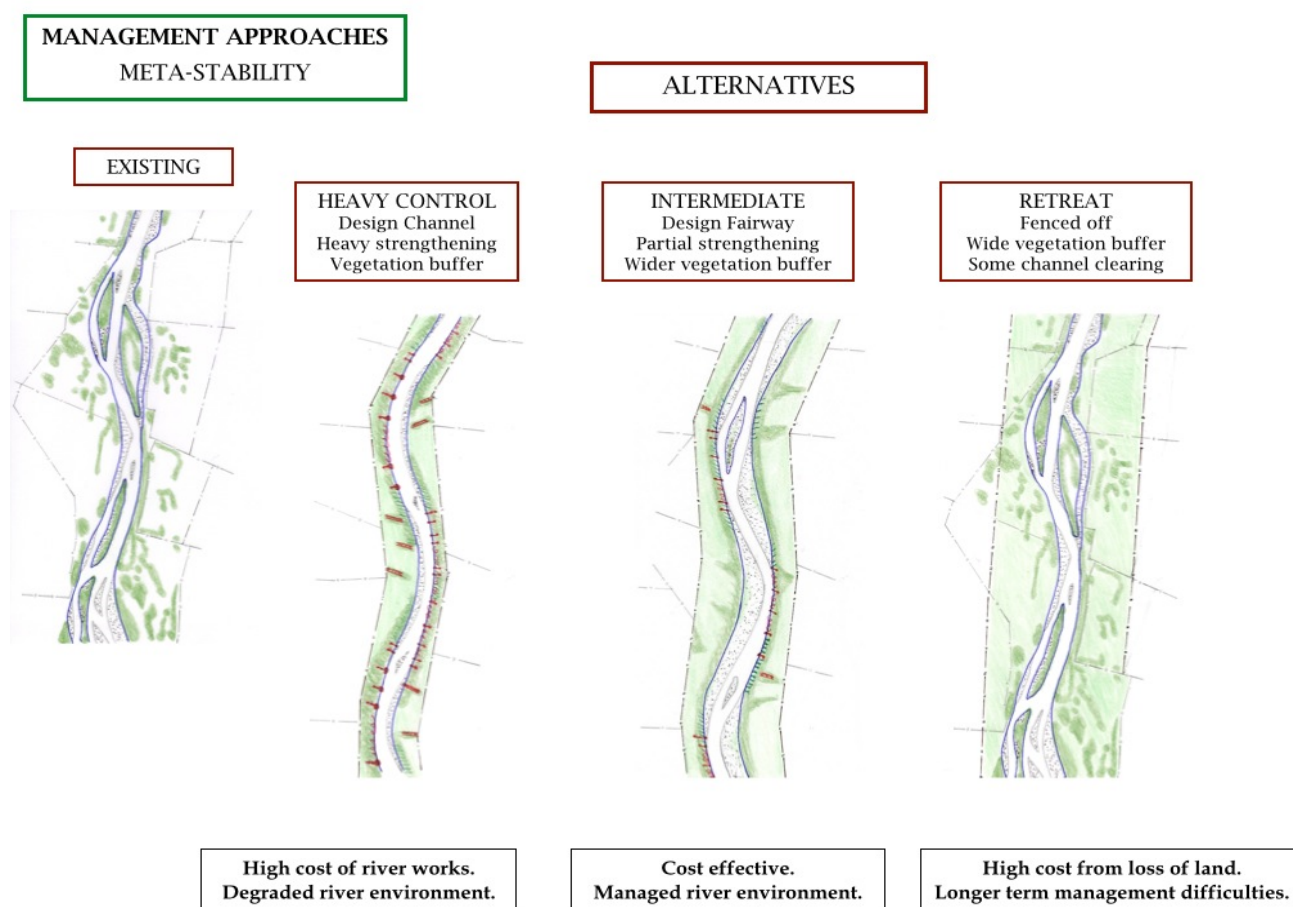 MANAGEMENT APPROACHES
META-STABILITY
ALTERNATIVES
EXISTING
HEAVY CONTROL
Design Channel
Heavy strengthening
Vegetation buffer
INTERMEDIATE
Design Fairway
Partial strengthening
Wider vegetation buffer
RETREAT
Fenced off
Wide vegetation buffer
Some channel clearing
High cost of river works.
Degraded river environment.
Cost effective.
Managed river environment.
High cost from loss of land.
Longer term management difficulties.